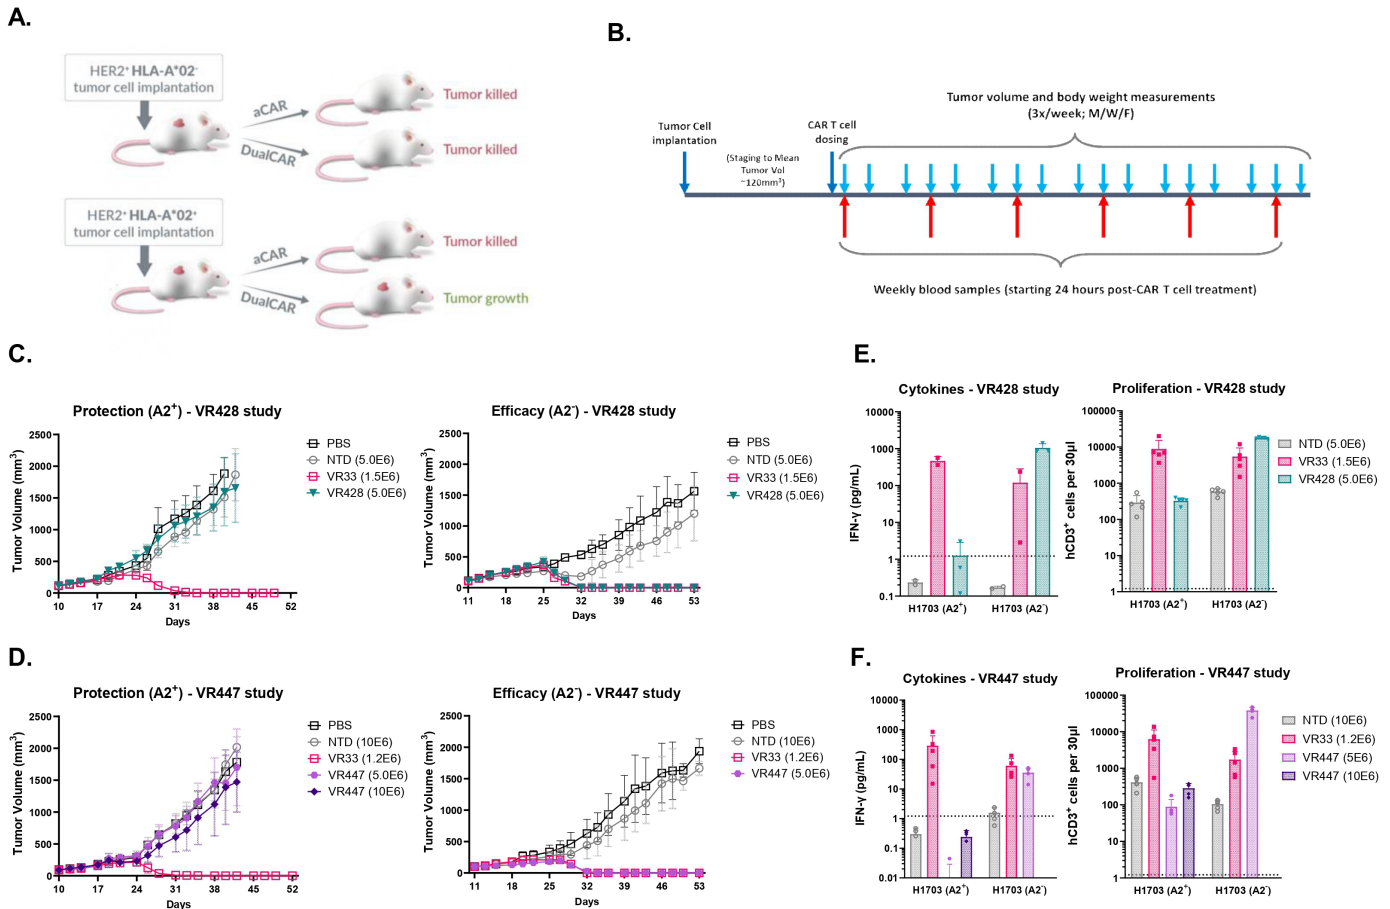 A.
HER2⁺ HLA-A*02⁻
tumor cell implantation
aCAR
DualCAR
Tumor killed
Tumor killed
HER2⁺ HLA-A*02⁺
tumor cell implantation
aCAR
DualCAR
Tumor killed
Tumor growth
B.
Tumor Cell
implantation
(Staging to Mean
Tumor Vol
~120mm³)
CAR T cell
dosing
Tumor volume and body weight measurements
(3x/week; M/W/F)
Weekly blood samples (starting 24 hours post-CAR T cell treatment)
C.
Protection (A2⁺) - VR428 study
Tumor Volume (mm³)
2500
2000
1500
1000
500
0
10 17 24 31 38 45 52
Days
PBS
NTD (5.0E6)
VR33 (1.5E6)
VR428 (5.0E6)
Efficacy (A2⁻) - VR428 study
Tumor Volume (mm³)
2500
2000
1500
1000
500
0
11 18 25 32 39 46 53
Days
PBS
NTD (5.0E6)
VR33 (1.5E6)
VR428 (5.0E6)
E.
Cytokines - VR428 study
IFN-γ (pg/mL)
10000
1000
100
10
1
0.1
H1703 (A2⁺) H1703 (A2⁻)
Proliferation - VR428 study
hCD3⁺ cells per 30µl
100000
10000
1000
100
10
1
H1703 (A2⁺) H1703 (A2⁻)
NTD (5.0E6)
VR33 (1.5E6)
VR428 (5.0E6)
D.
Protection (A2⁺) - VR447 study
Tumor Volume (mm³)
2500
2000
1500
1000
500
0
10 17 24 31 38 45 52
Days
PBS
NTD (10E6)
VR33 (1.2E6)
VR447 (5.0E6)
VR447 (10E6)
Efficacy (A2⁻) - VR447 study
Tumor Volume (mm³)
2500
2000
1500
1000
500
0
11 18 25 32 39 46 53
Days
PBS
NTD (10E6)
VR33 (1.2E6)
VR447 (5.0E6)
F.
Cytokines - VR447 study
IFN-γ (pg/mL)
10000
1000
100
10
1
0.1
0.01
H1703 (A2⁺) H1703 (A2⁻)
Proliferation - VR447 study
hCD3⁺ cells per 30µl
100000
10000
1000
100
10
1
H1703 (A2⁺) H1703 (A2⁻)
NTD (10E6)
VR33 (1.2E6)
VR447 (5E6)
VR447 (10E6)